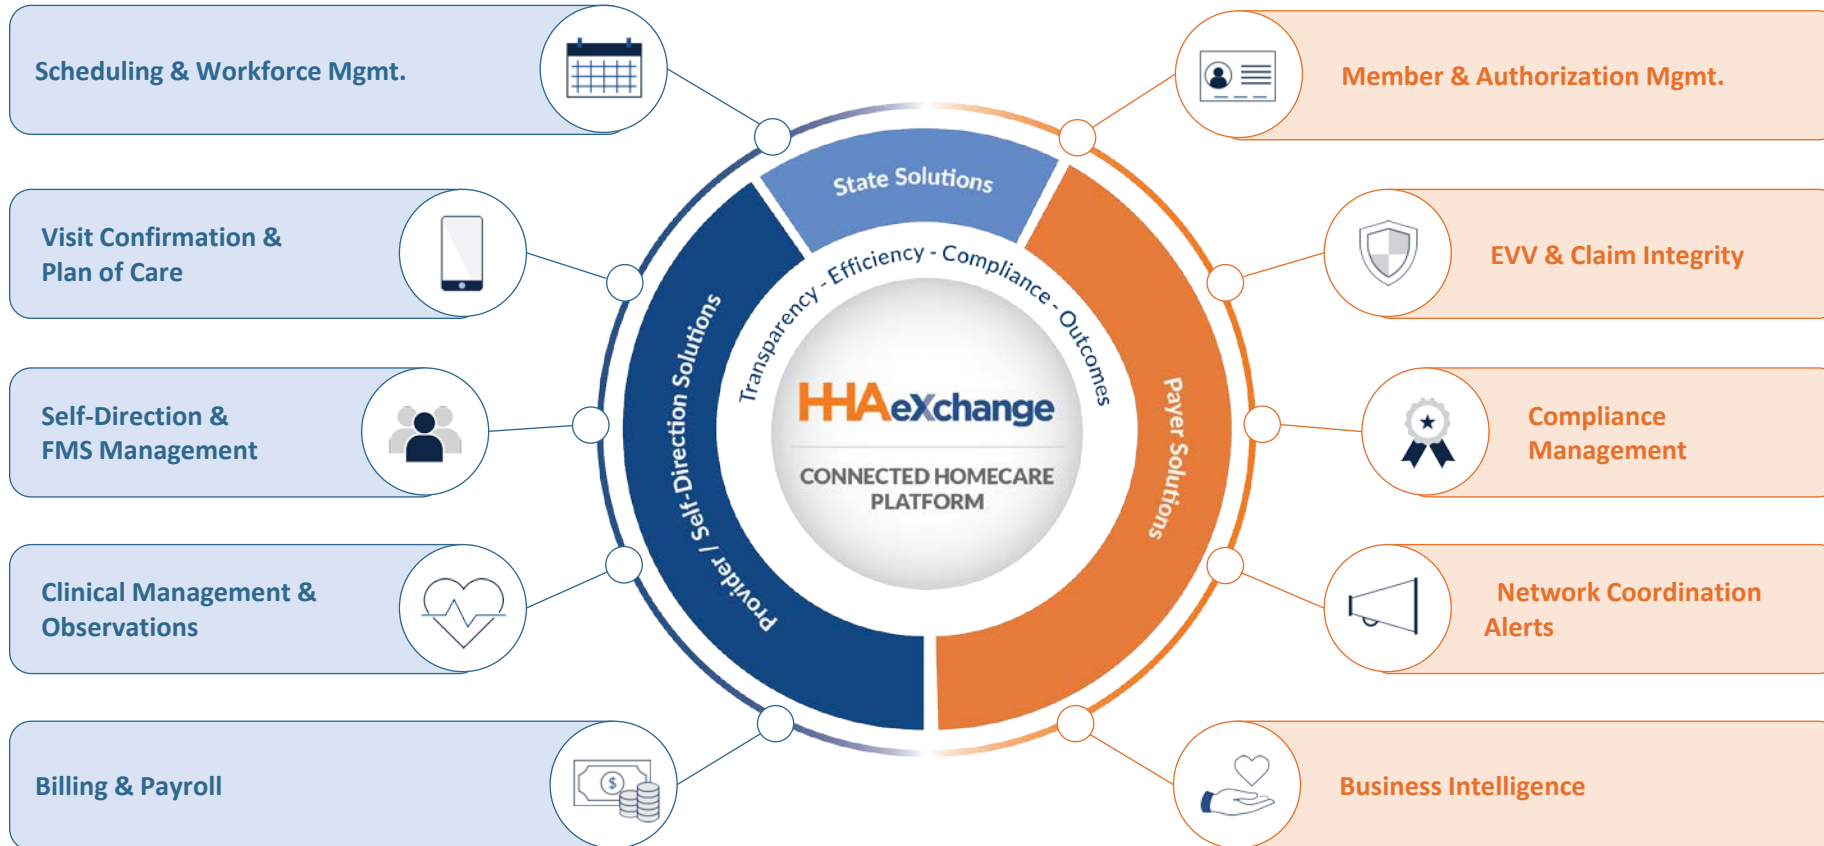 Scheduling & Workforce Mgmt.
Visit Confirmation &
Plan of Care
Self-Direction &
FMS Management
Clinical Management &
Observations
Billing & Payroll
State Solutions
Provider / Self-Direction Solutions
Payer Solutions
Transparency - Efficiency - Compliance - Outcomes
HHAeXchange
CONNECTED HOMECARE
PLATFORM
$
Member & Authorization Mgmt.
EVV & Claim Integrity
Compliance
Management
Network Coordination
Alerts
Business Intelligence